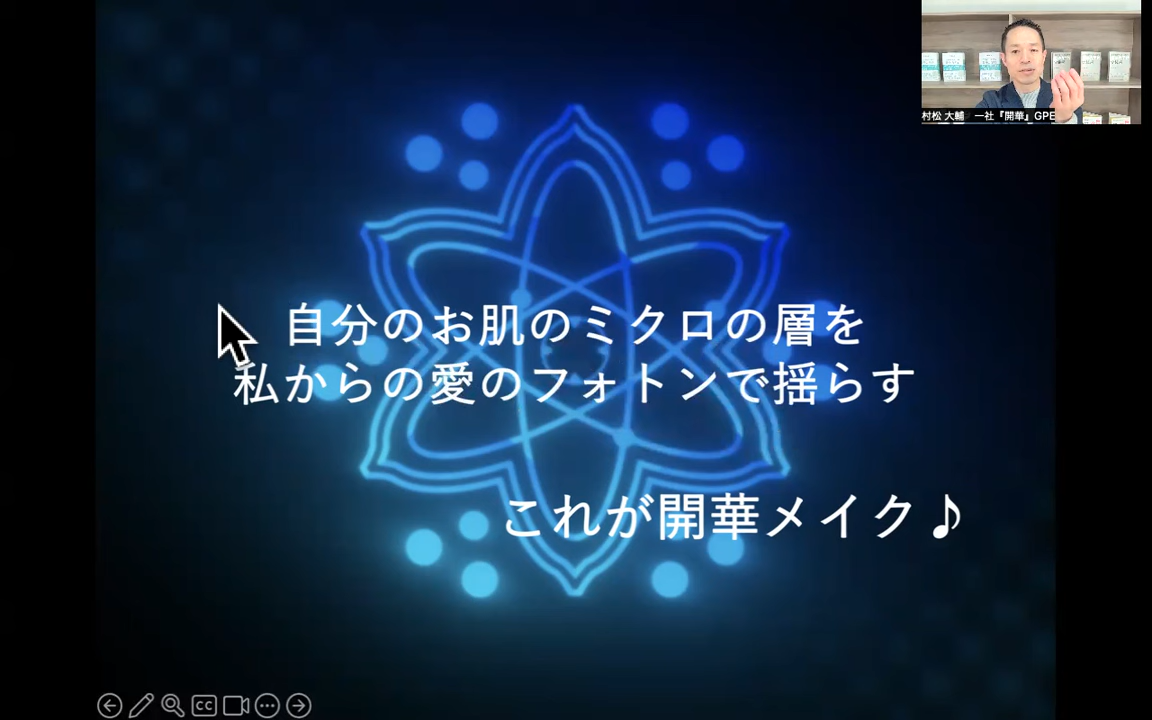 村松 大輔 一社『開華』GPE
自分のお肌のミクロの層を
私からの愛のフォトンで揺らす
これが開華メイク♪
CC